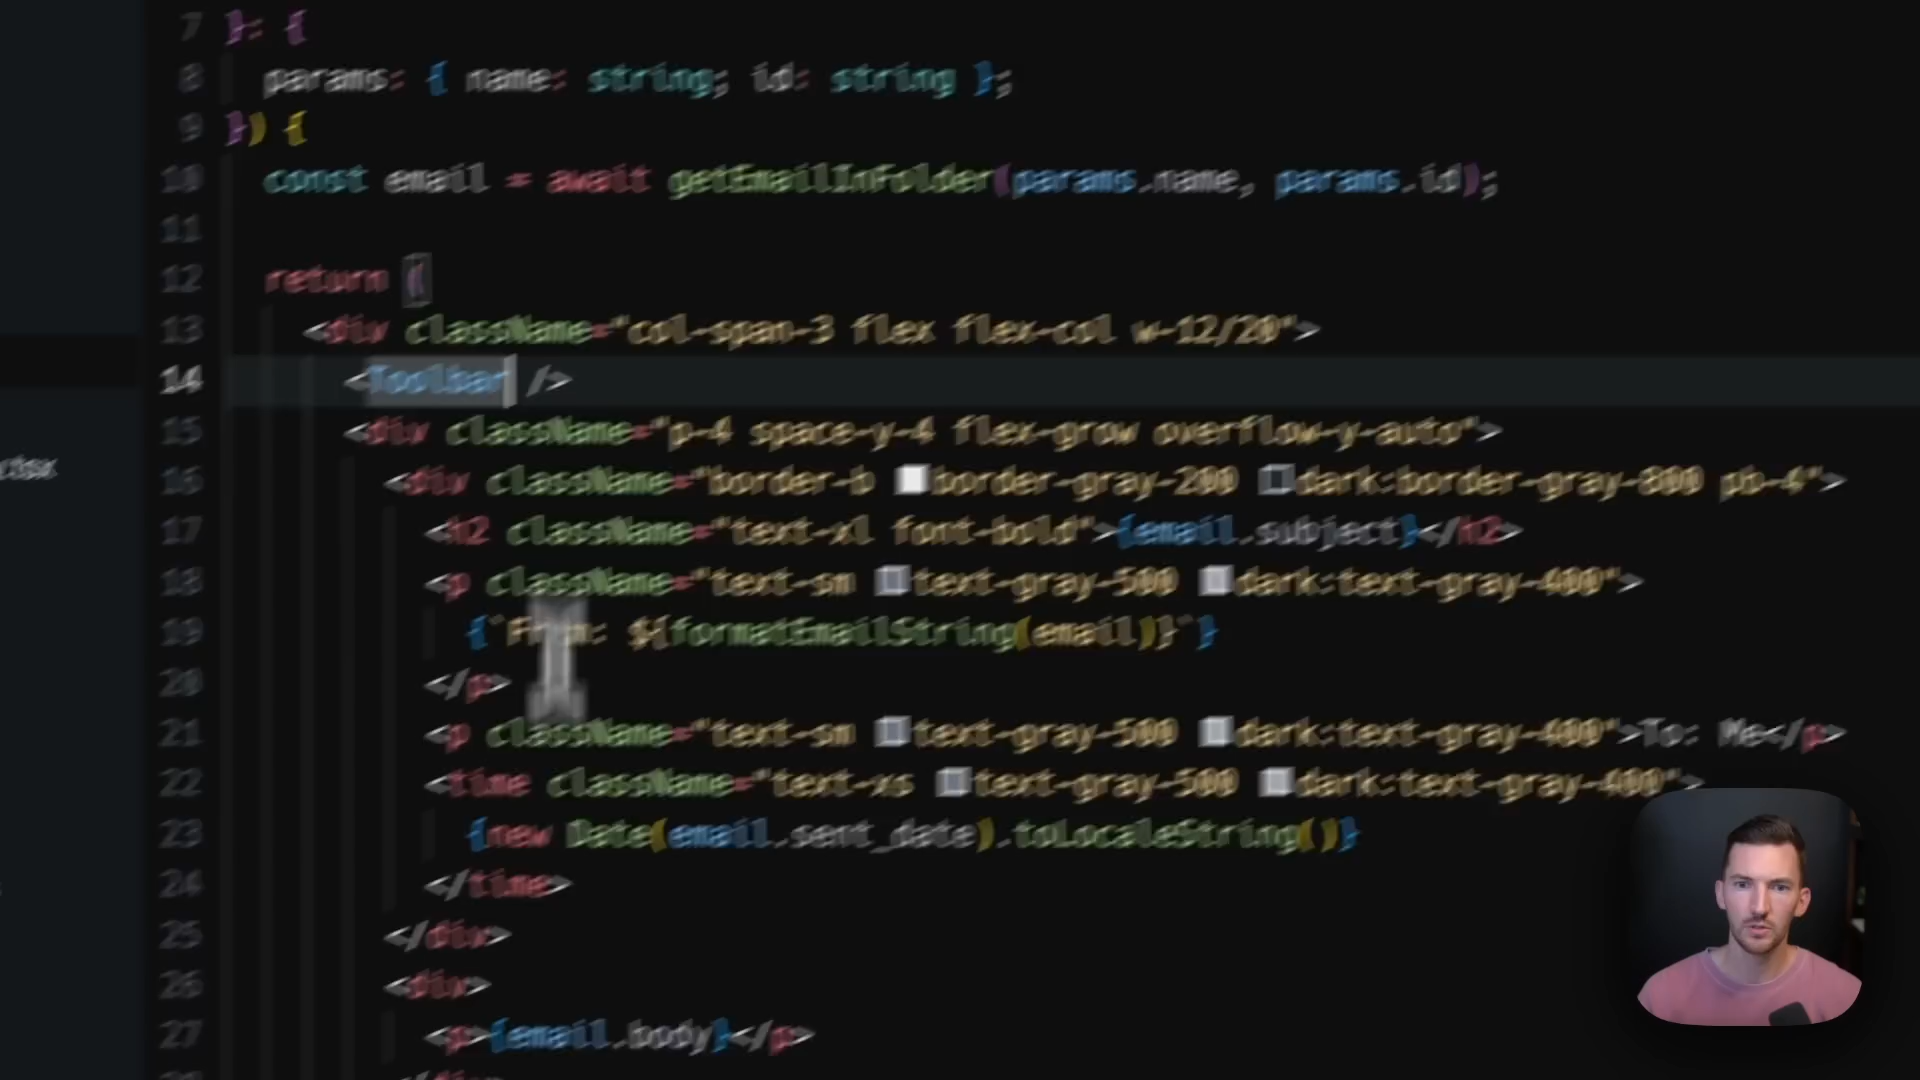 7 }: {
8 params: { name: string; id: string };
9 }) {
10 const email = await getEmailInFolder(params.name, params.id);
11
12 return (
13 <div className="col-span-3 flex flex-col w-12/20">
14 <Toolbar />
15 <div className="p-4 space-y-4 flex-grow overflow-y-auto">
16 <div className="border-b border-gray-200 dark:border-gray-800 pb-4">
17 <h2 className="text-xl font-bold">{email.subject}</h2>
18 <p className="text-sm text-gray-500 dark:text-gray-400">
19 {`From: ${formatEmailString(email)}`}
20 </p>
21 <p className="text-sm text-gray-500 dark:text-gray-400">To: Me</p>
22 <time className="text-xs text-gray-500 dark:text-gray-400">
23 {new Date(email.sent_date).toLocaleString()}
24 </time>
25 </div>
26 <div>
27 <p>{email.body}</p>